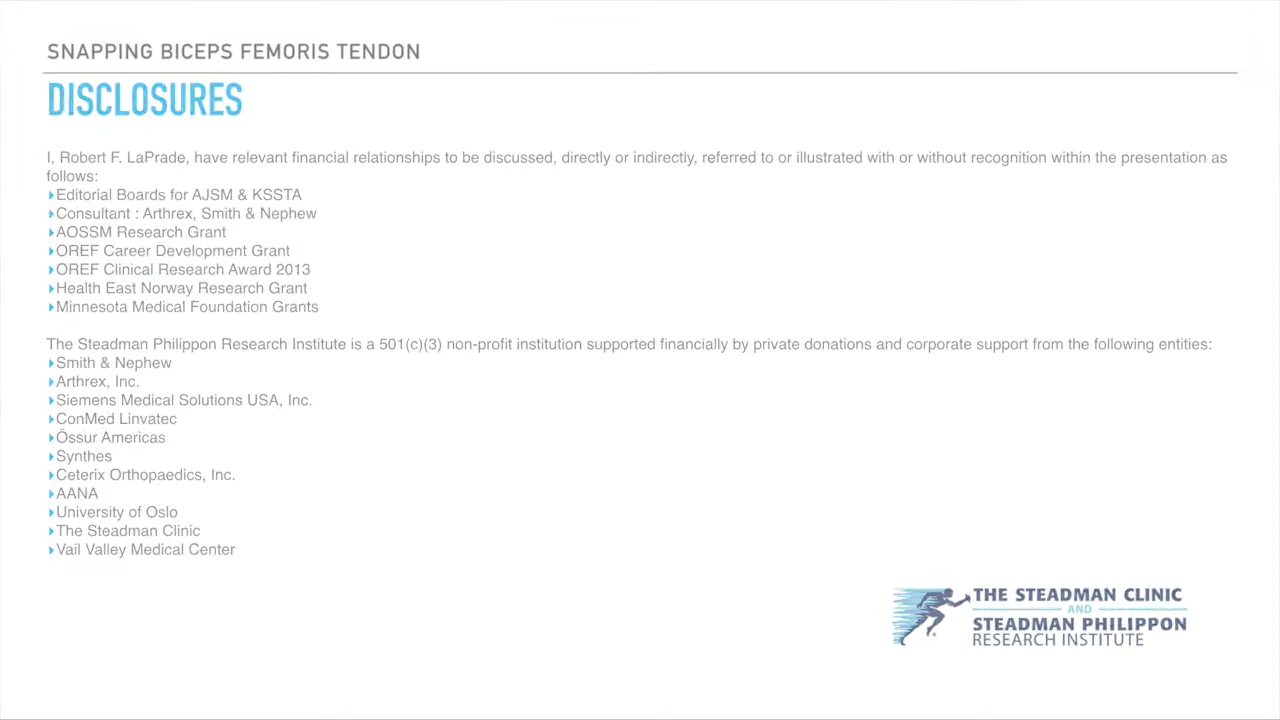 SNAPPING BICEPS FEMORIS TENDON
DISCLOSURES
I, Robert F. LaPrade, have relevant financial relationships to be discussed, directly or indirectly, referred to or illustrated with or without recognition within the presentation as
follows:
Editorial Boards for AJSM & KSSTA
Consultant : Arthrex, Smith & Nephew
AOSSM Research Grant
OREF Career Development Grant
OREF Clinical Research Award 2013
Health East Norway Research Grant
Minnesota Medical Foundation Grants
The Steadman Philippon Research Institute is a 501(c)(3) non-profit institution supported financially by private donations and corporate support from the following entities:
Smith & Nephew
Arthrex, Inc.
Siemens Medical Solutions USA, Inc.
ConMed Linvatec
Össur Americas
Synthes
Ceterix Orthopaedics, Inc.
AANA
University of Oslo
The Steadman Clinic
Vail Valley Medical Center
THE STEADMAN CLINIC
AND
STEADMAN PHILIPPON
RESEARCH INSTITUTE